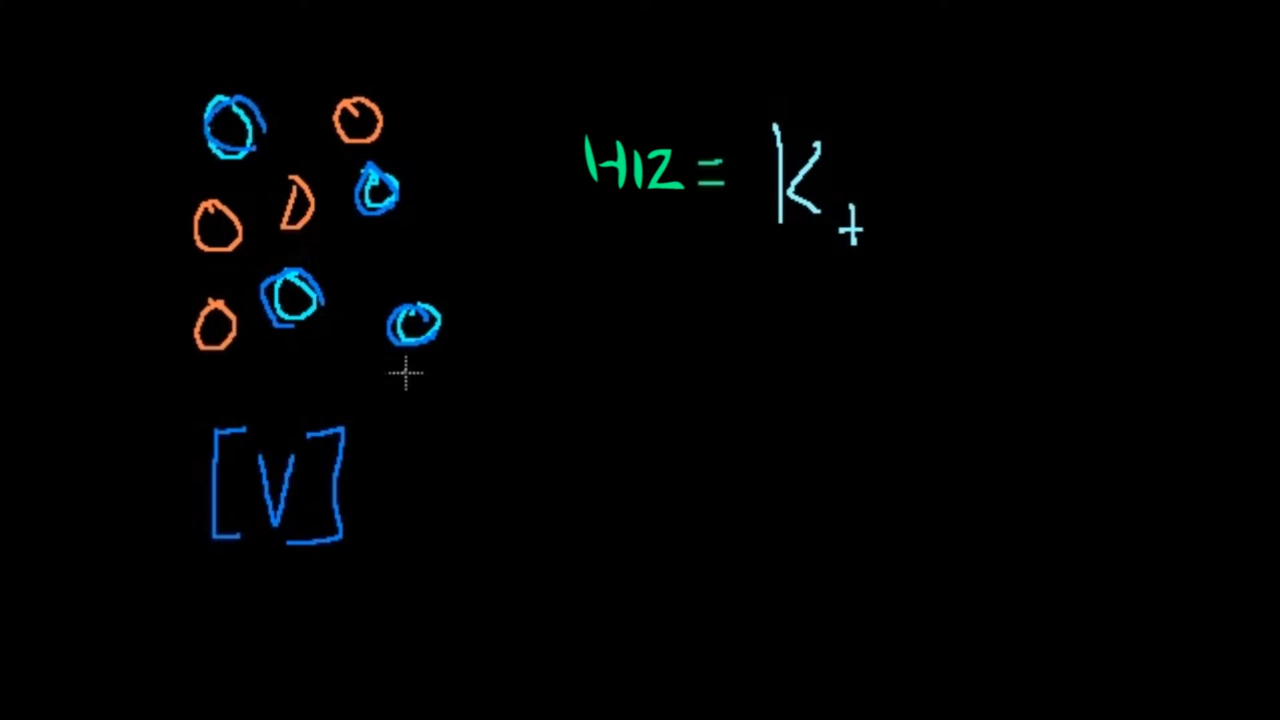 HIZ = K+
[V]